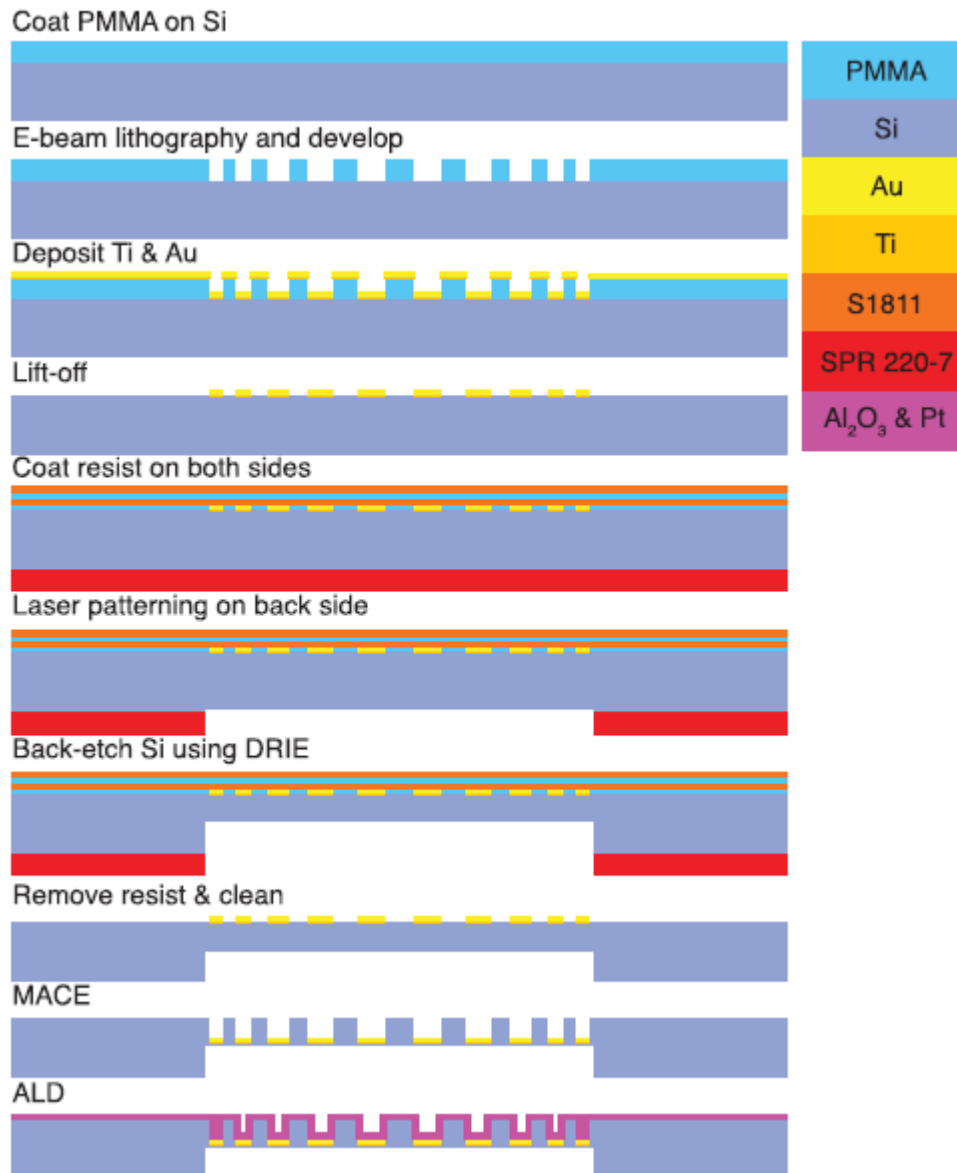 Coat PMMA on Si
PMMA
Si
Au
Ti
S1811
SPR 220-7
Al₂O₃ & Pt
E-beam lithography and develop
Deposit Ti & Au
Lift-off
Coat resist on both sides
Laser patterning on back side
Back-etch Si using DRIE
Remove resist & clean
MACE
ALD